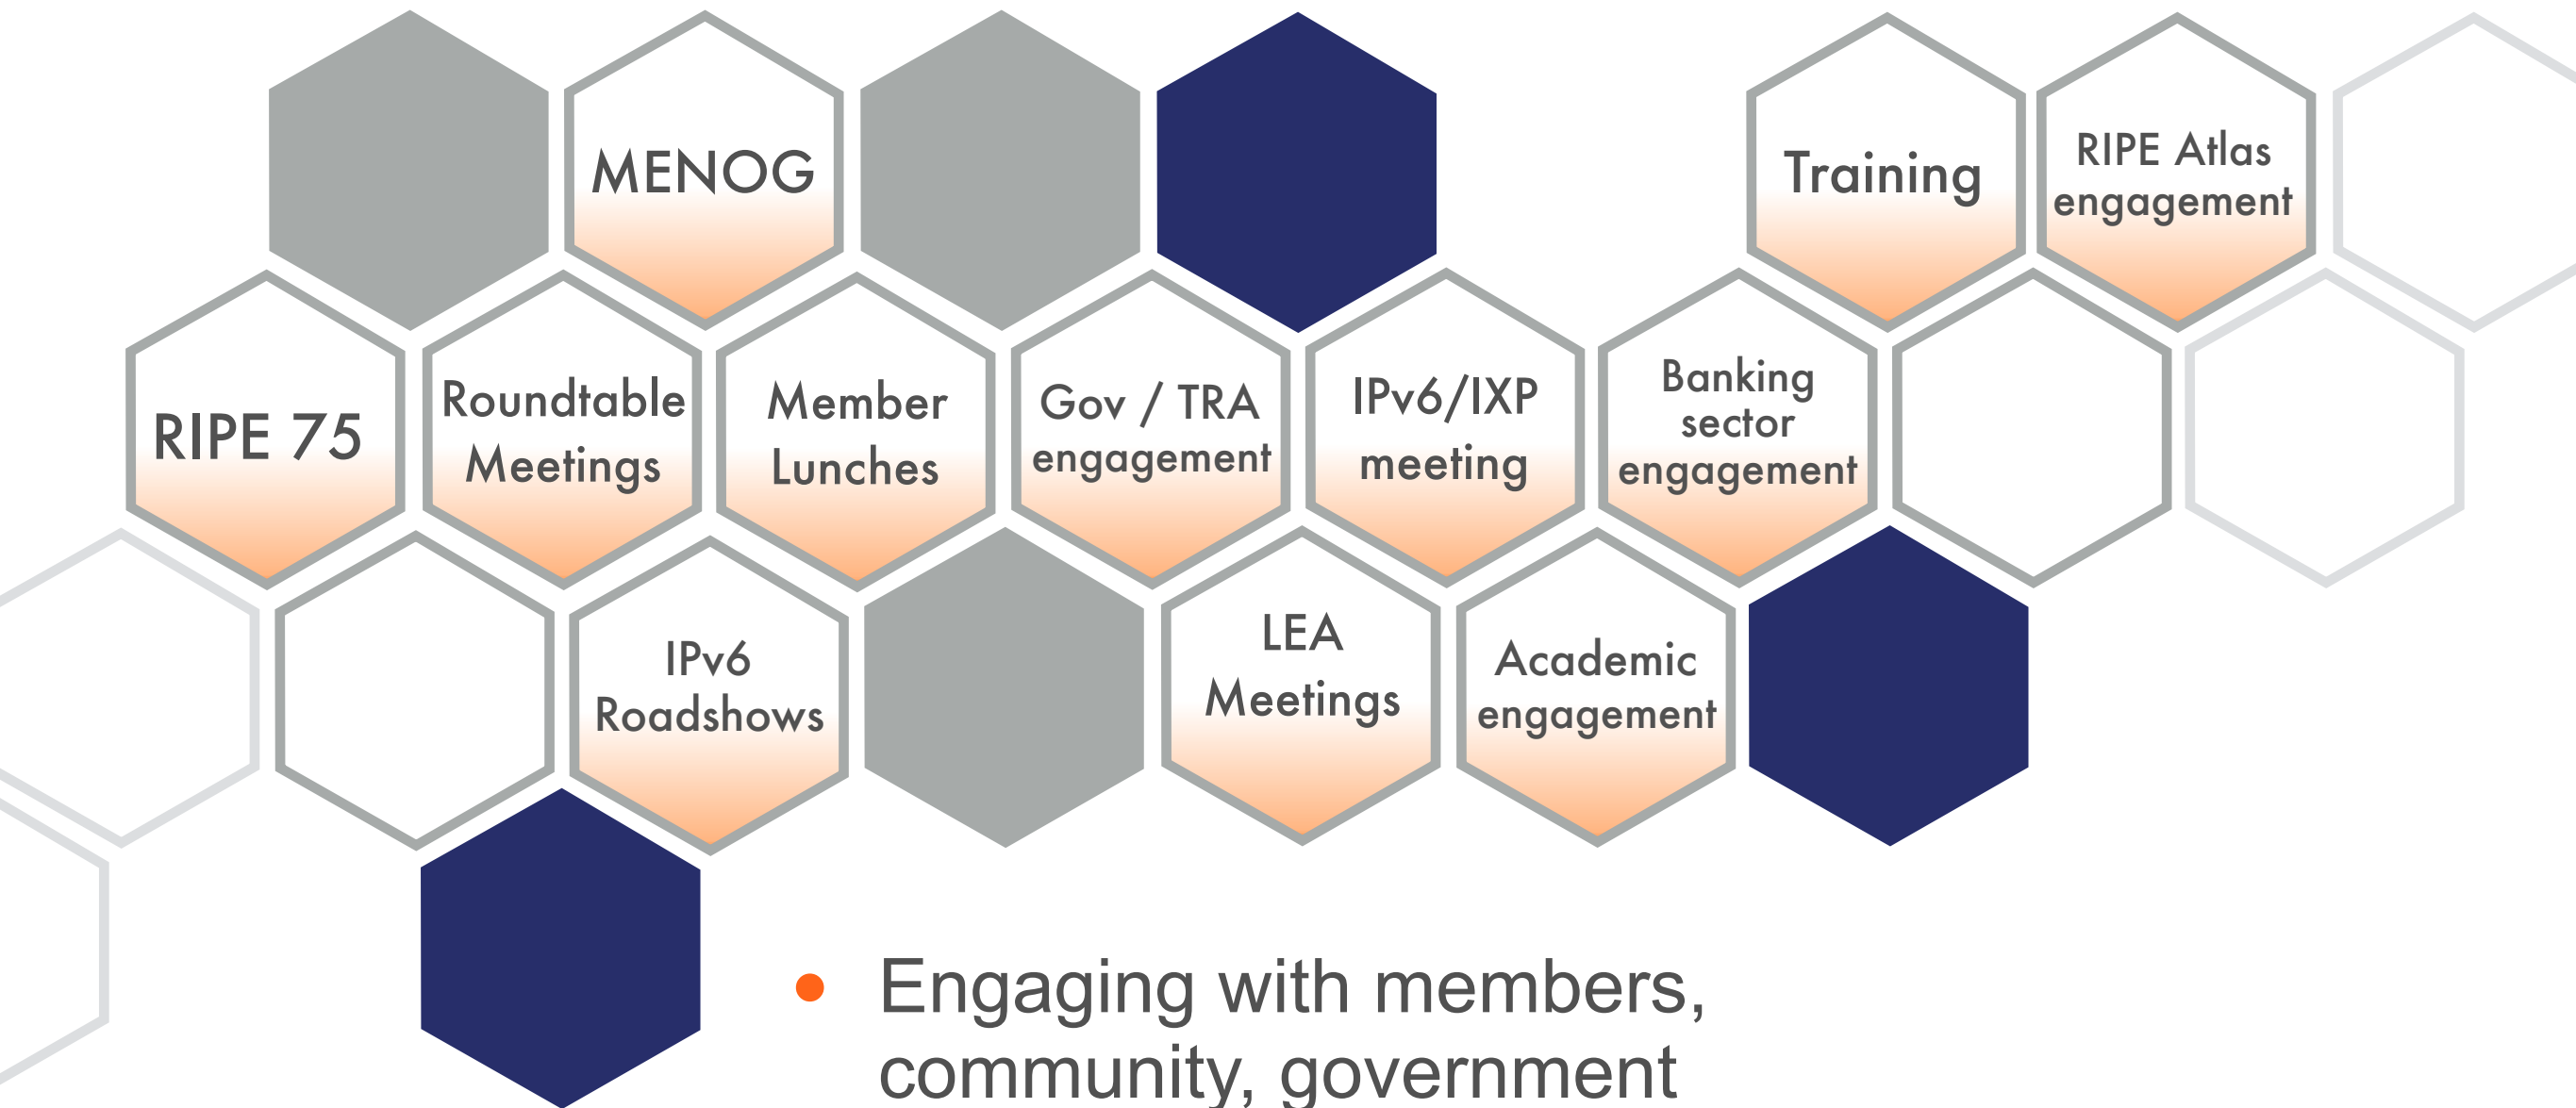 MENOG
Training
RIPE Atlas
engagement
RIPE 75
Roundtable
Meetings
Member
Lunches
Gov / TRA
engagement
IPv6/IXP
meeting
Banking
sector
engagement
IPv6
Roadshows
LEA
Meetings
Academic
engagement
• Engaging with members,
community, government